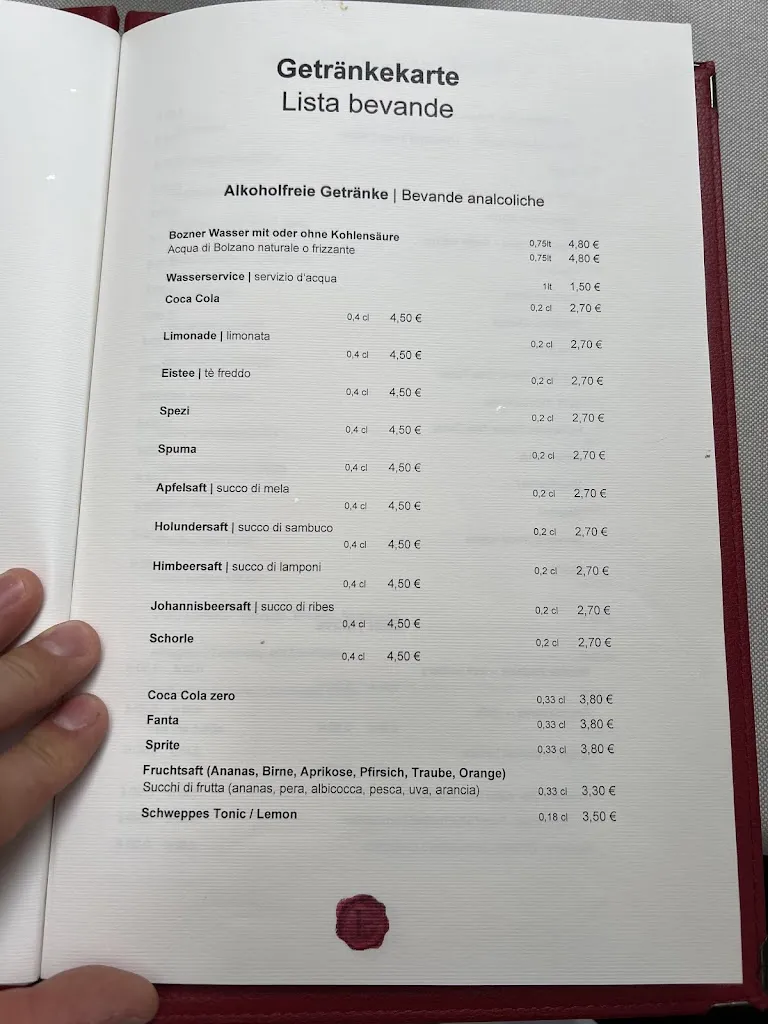 Getränkekarte
Lista bevande
Alkoholfreie Getränke | Bevande analcoliche
Bozner Wasser mit oder ohne Kohlensäure 0,75lt 4,80 €
Acqua di Bolzano naturale o frizzante 0,75lt 4,80 €
Wasserservice | servizio d'acqua 1lt 1,50 €
Coca Cola 0,2 cl 2,70 €
0,4 cl 4,50 €
Limonade | limonata 0,2 cl 2,70 €
0,4 cl 4,50 €
Eistee | tè freddo 0,2 cl 2,70 €
0,4 cl 4,50 €
Spezi 0,2 cl 2,70 €
0,4 cl 4,50 €
Spuma 0,2 cl 2,70 €
0,4 cl 4,50 €
Apfelsaft | succo di mela 0,2 cl 2,70 €
0,4 cl 4,50 €
Holundersaft | succo di sambuco 0,2 cl 2,70 €
0,4 cl 4,50 €
Himbeersaft | succo di lamponi 0,2 cl 2,70 €
0,4 cl 4,50 €
Johannisbeersaft | succo di ribes 0,2 cl 2,70 €
0,4 cl 4,50 €
Schorle 0,2 cl 2,70 €
0,4 cl 4,50 €
Coca Cola zero 0,33 cl 3,80 €
Fanta 0,33 cl 3,80 €
Sprite 0.33 cl 3,80 €
Fruchtsaft (Ananas, Birne, Aprikose, Pfirsich, Traube, Orange)
Succhi di frutta (ananas, pera, albicocca, pesca, uva, arancia) 0.33 cl 3,30 €
Schweppes Tonic / Lemon 0,18 cl 3,50 €